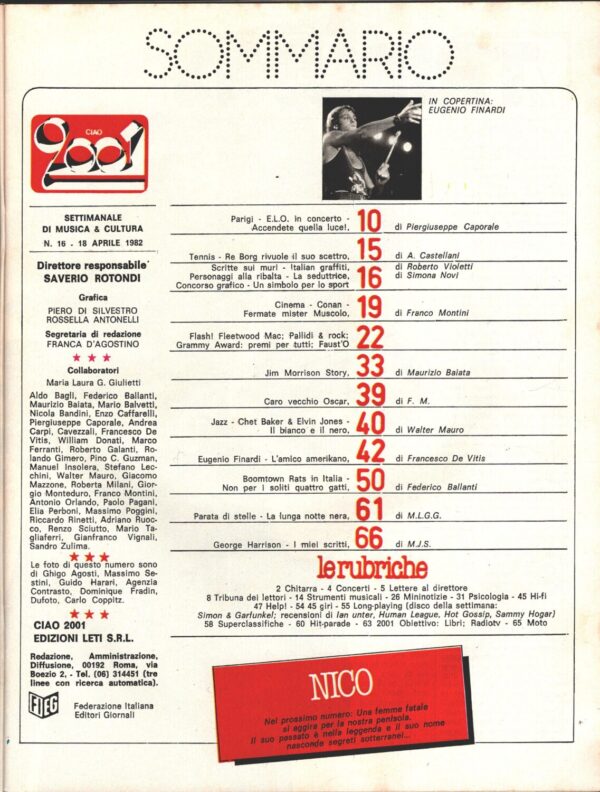 SOMMARIO
CIAO
2001
IN COPERTINA:
EUGENIO FINARDI
SETTIMANALE
DI MUSICA & CULTURA
N. 16 - 18 APRILE 1982
Direttore responsabile
SAVERIO ROTONDI
Grafica
PIERO DI SILVESTRO
ROSSELLA ANTONELLI
Segretaria di redazione
FRANCA D'AGOSTINO
★ ★ ★
Collaboratori
Maria Laura G. Giulietti
Aldo Bagli, Federico Ballanti,
Maurizio Baiata, Mario Balvetti,
Nicola Bandini, Enzo Caffarelli,
Piergiuseppe Caporale, Andrea
Carpi, Cavezzali, Francesco De
Vitis, William Donati, Marco
Ferranti, Roberto Galanti, Ro-
lando Gimero, Pino C. Guzman,
Manuel Insolera, Stefano Lec-
chini, Walter Mauro, Giacomo
Mazzone, Roberta Milani, Gior-
gio Monteduro, Franco Montini,
Antonio Orlando, Paolo Pagani,
Elia Perboni, Massimo Poggini,
Riccardo Rinetti, Adriano Ruoc-
co, Renzo Sciutto, Mario Ta-
gliaferri, Gianfranco Vignali,
Sandro Zulima.
★ ★ ★
Le foto di questo numero sono
di Ghigo Agosti, Massimo Se-
stini, Guido Harari, Agenzia
Contrasto, Dominique Fradin,
Dufoto, Carlo Coppitz.
★ ★ ★
CIAO 2001
EDIZIONI LETI S.R.L.
Redazione, Amministrazione,
Diffusione, 00192 Roma, via
Boezio 2, - Tel. (06) 314451 (tre
linee con ricerca automatica).
FIEG
Federazione Italiana
Editori Giornali
Parigi - E.L.O. in concerto -
Accendete quella luce!, 10 di Piergiuseppe Caporale
Tennis - Re Borg rivuole il suo scettro, 15 di A. Castellani
Scritte sui muri - Italian graffiti, di Roberto Violetti
Personaggi alla ribalta - La seduttrice, 16 di Simona Novi
Concorso grafico - Un simbolo per lo sport
Cinema - Conan -
Fermate mister Muscolo, 19 di Franco Montini
Flash! Fleetwood Mac; Pallidi & rock;
Grammy Award: premi per tutti; Faust'O 22
Jim Morrison Story, 33 di Maurizio Baiata
Caro vecchio Oscar, 39 di F. M.
Jazz - Chet Baker & Elvin Jones -
Il bianco e il nero, 40 di Walter Mauro
Eugenio Finardi - L'amico amerikano, 42 di Francesco De Vitis
Boomtown Rats in Italia -
Non per i soliti quattro gatti, 50 di Federico Ballanti
Parata di stelle - La lunga notte nera, 61 di M.L.G.G.
George Harrison - I miei scritti, 66 di M.J.S.
le rubriche
2 Chitarra - 4 Concerti - 5 Lettere al direttore
8 Tribuna dei lettori - 14 Strumenti musicali - 26 Mininotizie - 31 Psicologia - 45 Hi-fi
47 Help! - 54 45 giri - 55 Long-playing (disco della settimana:
Simon & Garfunkel; recensioni di Ian unter, Human League, Hot Gossip, Sammy Hogar)
58 Superclassifiche - 60 Hit-parade - 63 2001 Obiettivo: Libri; Radiotv - 65 Moto
NICO
Nel prossimo numero: Una femme fatale
si aggira per la nostra penisola.
Il suo passato è nella leggenda e il suo nome
nasconde segreti sotterranei...